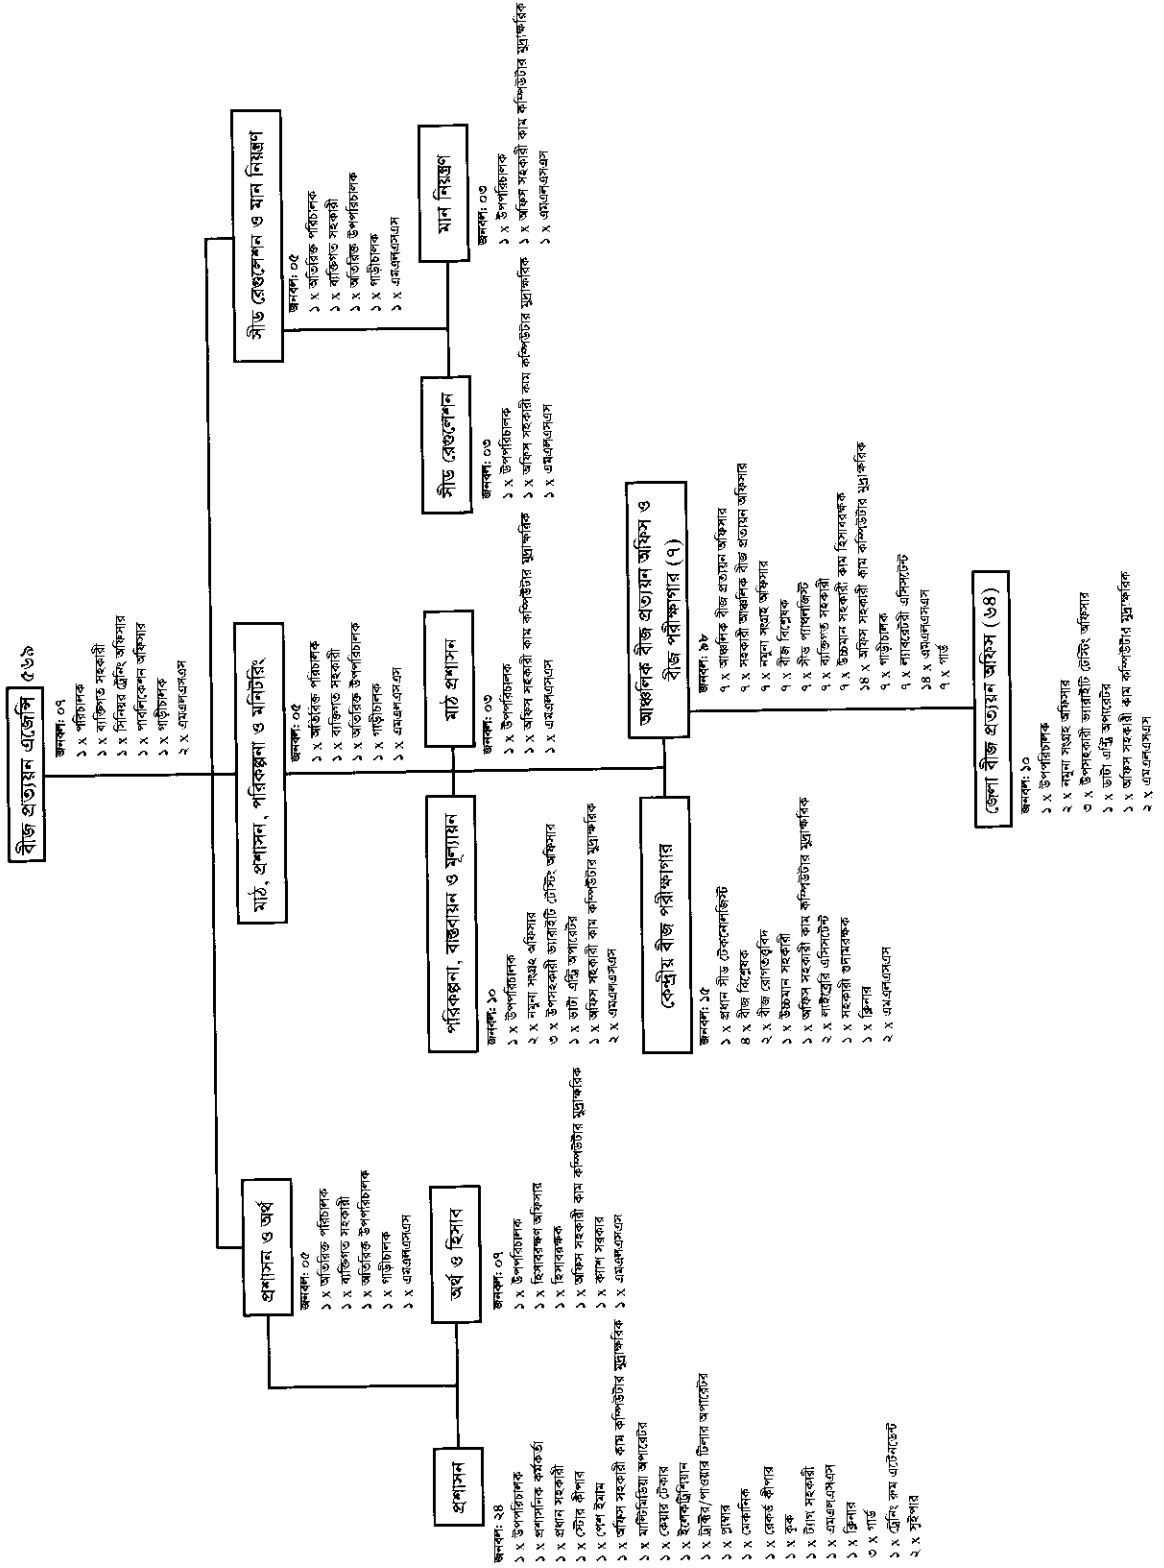 বীজ প্রত্যয়ন এজেন্সি ৫৬৯
জনবল: ০৭
১ x পরিচালক
১ x ব্যক্তিগত সহকারী
১ x সিনিয়র ট্রেনিং অফিসার
১ x পাবলিকেশন অফিসার
১ x গাড়ীচালক
২ x এমএলএসএস
প্রশাসন ও অর্থ
জনবল: ০৫
১ x অতিরিক্ত পরিচালক
১ x ব্যক্তিগত সহকারী
১ x অতিরিক্ত উপপরিচালক
১ x গাড়ীচালক
১ x এমএলএসএস
মাঠ, প্রশাসন, পরিকল্পনা ও মনিটরিং
জনবল: ০৫
১ x অতিরিক্ত পরিচালক
১ x ব্যক্তিগত সহকারী
১ x অতিরিক্ত উপপরিচালক
১ x গাড়ীচালক
১ x এমএলএসএস
সীড রেগুলেশন ও মান নিয়ন্ত্রণ
জনবল: ০৫
১ x অতিরিক্ত পরিচালক
১ x ব্যক্তিগত সহকারী
১ x অতিরিক্ত উপপরিচালক
১ x গাড়ীচালক
১ x এমএলএসএস
প্রশাসন
জনবল: ২৪
১ x উপপরিচালক
১ x প্রশাসনিক কর্মকর্তা
১ x প্রধান সহকারী
১ x স্টোর কীপার
১ x পেশ ইমাম
১ x অফিস সহকারী কাম কম্পিউটার মুদ্রাক্ষরিক
১ x মাল্টিমিডিয়া অপারেটর
১ x কেয়ার টেকার
১ x ইলেকট্রিশিয়ান
১ x ট্রাক্টর/পাওয়ার টিলার অপারেটর
১ x প্লাম্বার
১ x মেকানিক
১ x রেকর্ড কীপার
১ x কুক
১ x ট্যাগ সহকারী
১ x এমএলএসএস
১ x ক্লিনার
৩ x গার্ড
১ x ট্রেনিং রুম এটেনডেন্ট
২ x সুইপার
অর্থ ও হিসাব
জনবল: ০৭
১ x উপপরিচালক
১ x হিসাবরক্ষণ অফিসার
১ x হিসাবরক্ষক
১ x অফিস সহকারী কাম কম্পিউটার মুদ্রাক্ষরিক
১ x ক্যাশ সরকার
১ x এমএলএসএস
পরিকল্পনা, বাস্তবায়ন ও মূল্যায়ন
জনবল: ১০
১ x উপপরিচালক
২ x নমুনা সংগ্রহ অফিসার
৩ x উপসহকারী ভ্যারাইটি টেস্টিং অফিসার
১ x ডাটা এন্ট্রি অপারেটর
১ x অফিস সহকারী কাম কম্পিউটার মুদ্রাক্ষরিক
২ x এমএলএসএস
মাঠ প্রশাসন
জনবল: ০৩
১ x উপপরিচালক
১ x অফিস সহকারী কাম কম্পিউটার মুদ্রাক্ষরিক
১ x এমএলএসএস
সীড রেগুলেশন
জনবল: ০৩
১ x উপপরিচালক
১ x অফিস সহকারী কাম কম্পিউটার মুদ্রাক্ষরিক
১ x এমএলএসএস
মান নিয়ন্ত্রণ
জনবল: ০৩
১ x উপপরিচালক
১ x অফিস সহকারী কাম কম্পিউটার মুদ্রাক্ষরিক
১ x এমএলএসএস
কেন্দ্রীয় বীজ পরীক্ষাগার
জনবল: ১৫
১ x প্রধান সীড টেকনোলজিস্ট
৪ x বীজ বিশ্লেষক
২ x বীজ রোগতত্ত্ববিদ
১ x উচ্চমান সহকারী
১ x অফিস সহকারী কাম কম্পিউটার মুদ্রাক্ষরিক
২ x লাইব্রেরি এসিসটেন্ট
১ x সহকারী গুদামরক্ষক
১ x ক্লিনার
২ x এমএলএসএস
আঞ্চলিক বীজ প্রত্যয়ন অফিস ও
বীজ পরীক্ষাগার (৭)
জনবল: ৯৮
৭ x আঞ্চলিক বীজ প্রত্যয়ন অফিসার
৭ x সহকারী আঞ্চলিক বীজ প্রত্যয়ন অফিসার
৭ x নমুনা সংগ্রহ অফিসার
৭ x বীজ বিশ্লেষক
৭ x সীড প্যাথলজিস্ট
৭ x ব্যক্তিগত সহকারী
৭ x উচ্চমান সহকারী কাম হিসাবরক্ষক
১৪ x অফিস সহকারী কাম কম্পিউটার মুদ্রাক্ষরিক
৭ x গাড়ীচালক
৭ x ল্যাবরেটরী এসিসটেন্ট
১৪ x এমএলএসএস
৭ x গার্ড
জেলা বীজ প্রত্যয়ন অফিস (৬৪)
জনবল: ১০
১ x উপপরিচালক
২ x নমুনা সংগ্রহ অফিসার
৩ x উপসহকারী ভ্যারাইটি টেস্টিং অফিসার
১ x ডাটা এন্ট্রি অপারেটর
১ x অফিস সহকারী কাম কম্পিউটার মুদ্রাক্ষরিক
২ x এমএলএসএস